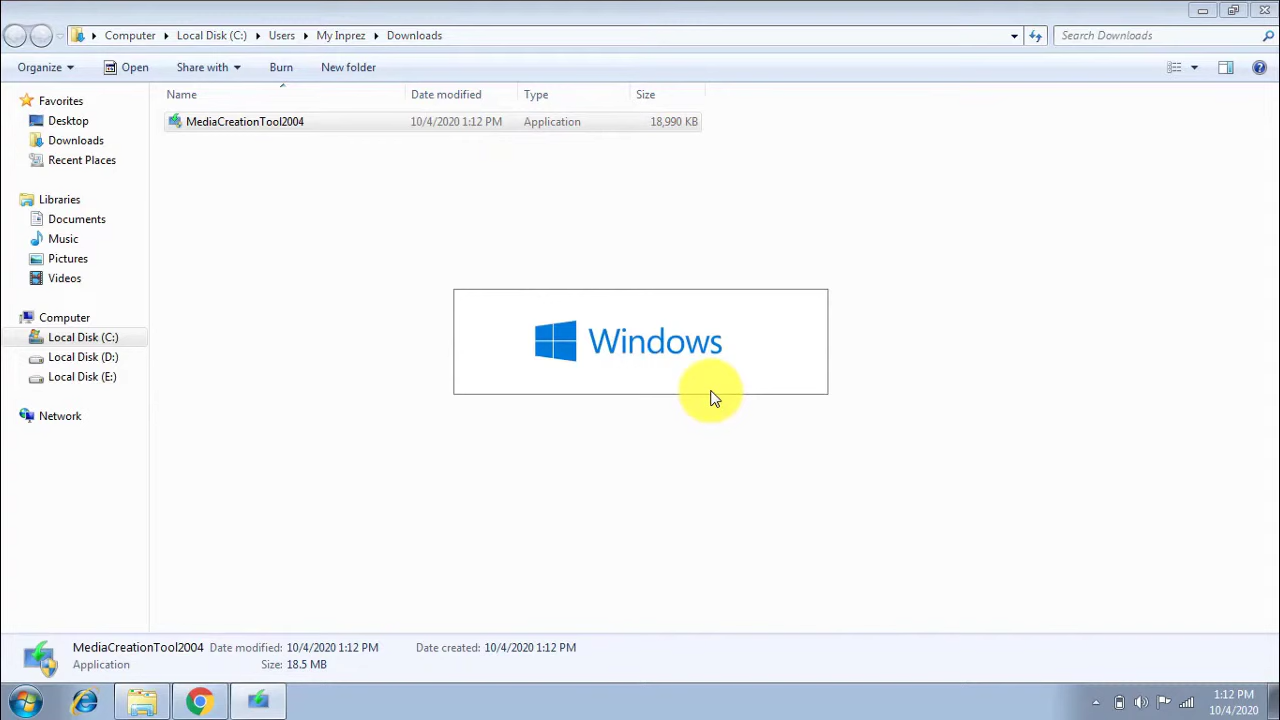 Computer Local Disk (C:) Users My Inprez Downloads Search Downloads
Organize Open Share with Burn New folder
Name Date modified Type Size
MediaCreationTool2004 10/4/2020 1:12 PM Application 18,990 KB
Favorites
Desktop
Downloads
Recent Places
Libraries
Documents
Music
Pictures
Videos
Computer
Local Disk (C:)
Local Disk (D:)
Local Disk (E:)
Network
Windows
MediaCreationTool2004 Date modified: 10/4/2020 1:12 PM Date created: 10/4/2020 1:12 PM
Application Size: 18.5 MB
1:12 PM
10/4/2020